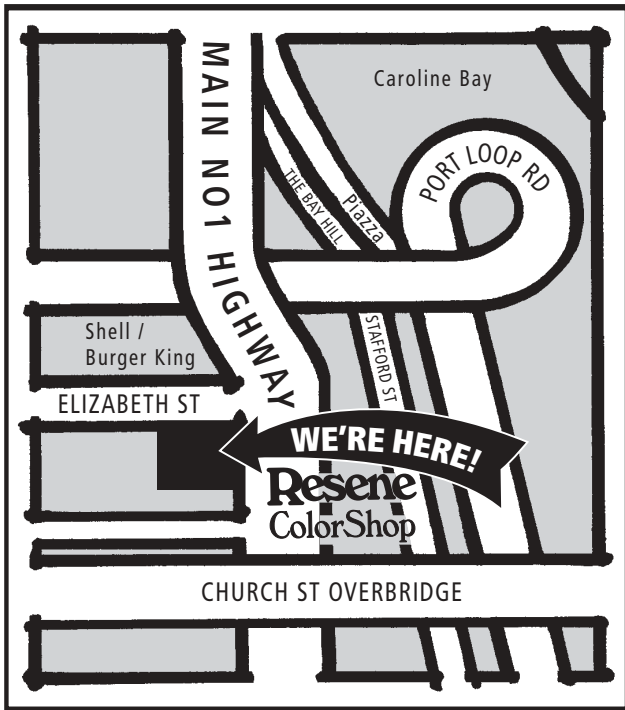 MAIN NO1 HIGHWAY
Caroline Bay
PORT LOOP RD
THE BAY HILL
Piazza
Shell /
Burger King
STAFFORD ST
ELIZABETH ST
WE'RE HERE!
Resene
ColorShop
CHURCH ST OVERBRIDGE